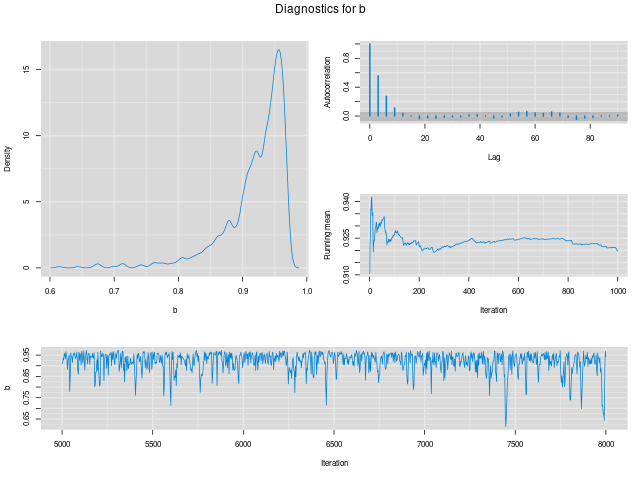 Diagnostics for b
Density
15
10
5
0
0.6 0.7 0.8 0.9 1.0
b
Autocorrelation
0.8
0.4
0.0
0 20 40 60 80
Lag
Running mean
0.940
0.925
0.910
0 200 400 600 800 1000
Iteration
b
0.95
0.85
0.75
0.65
5000 5500 6000 6500 7000 7500 8000
Iteration